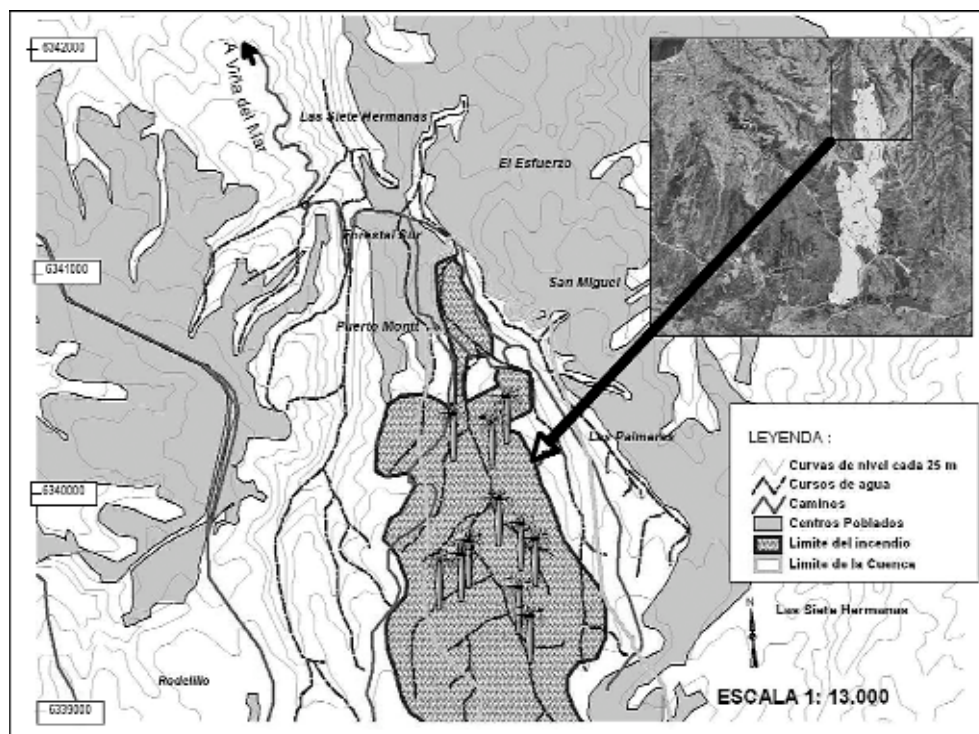 6342000
A Viña del Mar
Las Siete Hermanas
El Esfuerzo
Forestal Sur
6341000
San Miguel
Puerto Montt
Las Palmeras
LEYENDA :
Curvas de nivel cada 25 m
Cursos de agua
Caminos
Centros Poblados
Limite del incendio
Limite de la Cuenca
6340000
N
Las Siete Hermanas
Rodelillo
ESCALA 1: 13.000
6339000